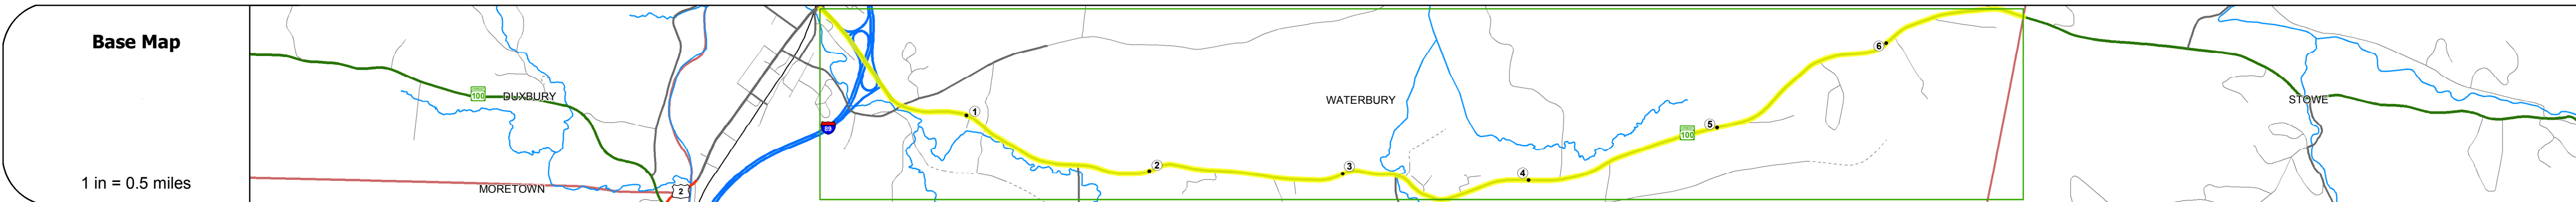 Base Map
1 in = 0.5 miles
100
DUXBURY
MORETOWN
2
89
1
2
3
WATERBURY
4
100
5
6
STOWE